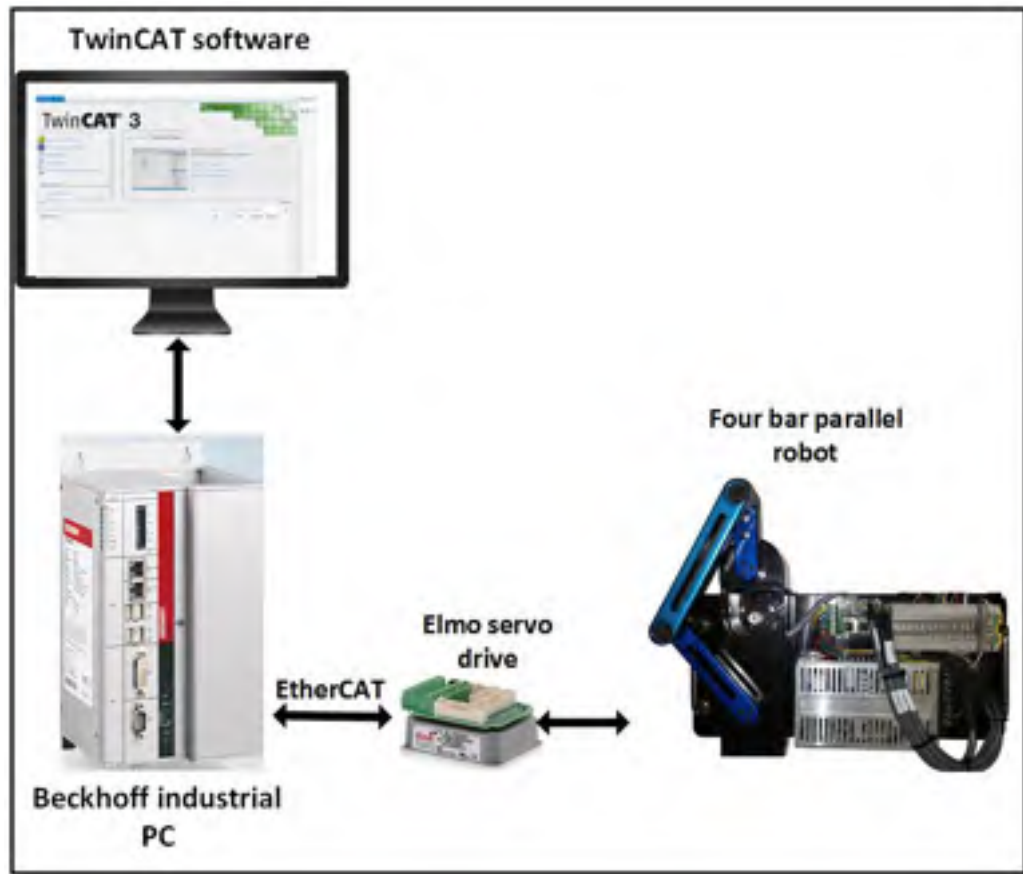 TwinCAT software
TwinCAT 3
Four bar parallel
robot
Elmo servo
drive
EtherCAT
Beckhoff industrial
PC